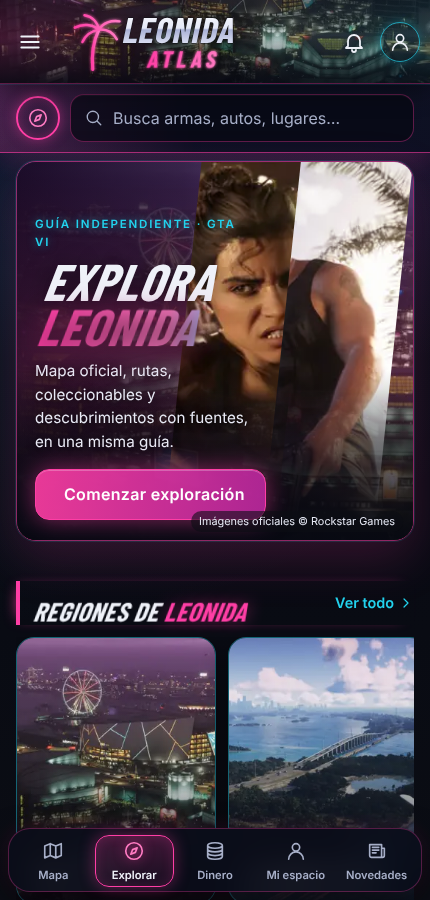 LEONIDA
ATLAS
Busca armas, autos, lugares...
GUÍA INDEPENDIENTE · GTA
VI
EXPLORA
LEONIDA
Mapa oficial, rutas,
coleccionables y
descubrimientos con fuentes,
en una misma guía.
Comenzar exploración
Imágenes oficiales © Rockstar Games
REGIONES DE LEONIDA
Ver todo
Mapa
Explorar
Dinero
Mi espacio
Novedades